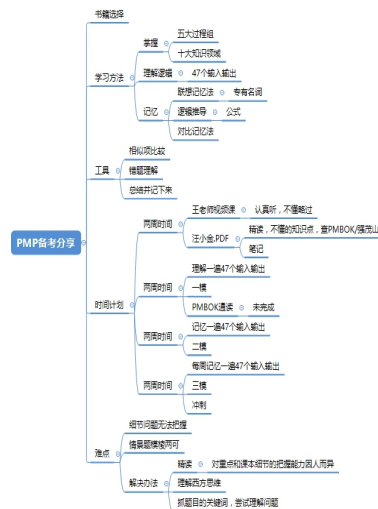 书籍选择
五大过程组
掌握
十大知识领域
学习方法
理解逻辑
47个输入输出
联想记忆法
专有名词
记忆
逻辑推导
公式
对比记忆法
相似项比较
工具
错题理解
总结并记下来
PMP备考分享
王老师视频课
认真听，不懂略过
两周时间
精读，不懂的知识点，查PMBOK/强茂山
汪小金.PDF
笔记
理解一遍47个输入输出
两周时间
一模
PMBOK通读
未完成
时间计划
记忆一遍47个输入输出
两周时间
二模
每周记忆一遍47个输入输出
两周时间
三模
冲刺
细节问题无法把握
情景题模棱两可
难点
精读
对重点和课本细节的把握能力因人而异
解决办法
理解西方思维
抓题目的关键词，尝试理解问题